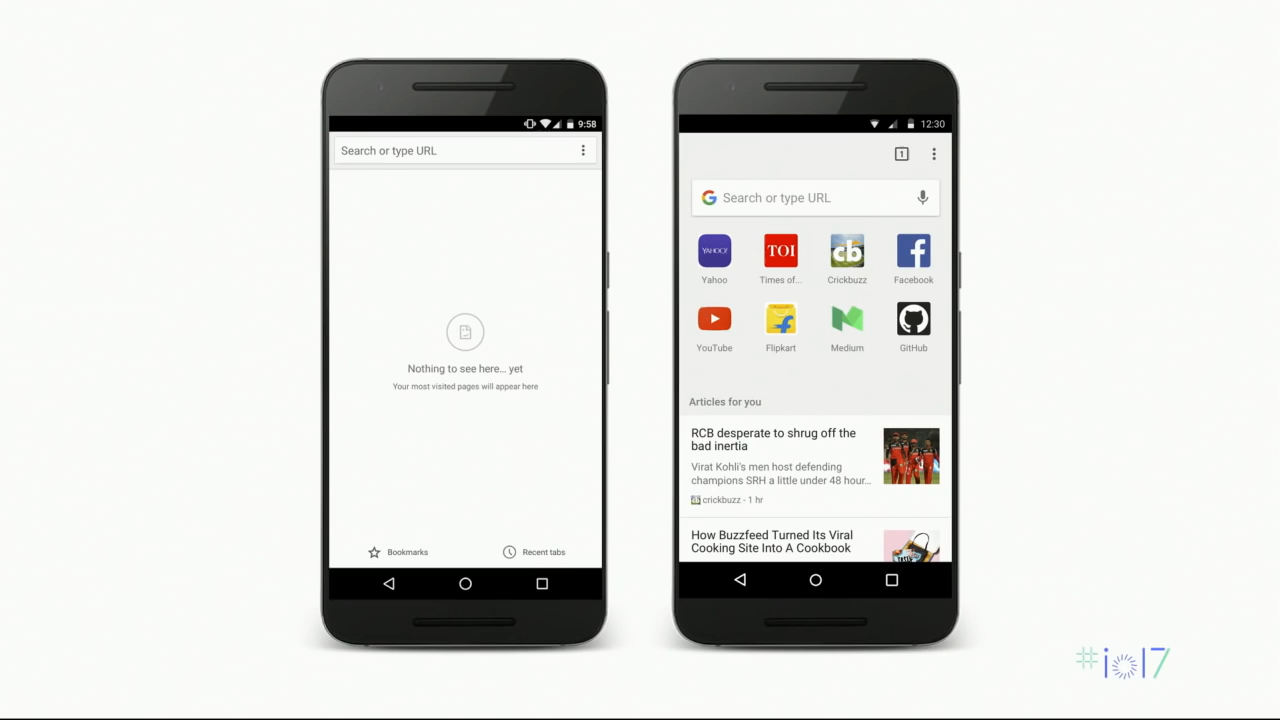 9:58
Search or type URL
Nothing to see here... yet
Your most visited pages will appear here
Bookmarks
Recent tabs
12:30
1
Search or type URL
YAHOO!
TOI
cb
f
Yahoo
Times of...
Crickbuzz
Facebook
YouTube
Flipkart
Medium
GitHub
Articles for you
RCB desperate to shrug off the
bad inertia
Virat Kohli's men host defending
champions SRH a little under 48 hour...
crickbuzz - 1 hr
How Buzzfeed Turned Its Viral
Cooking Site Into A Cookbook
#io17